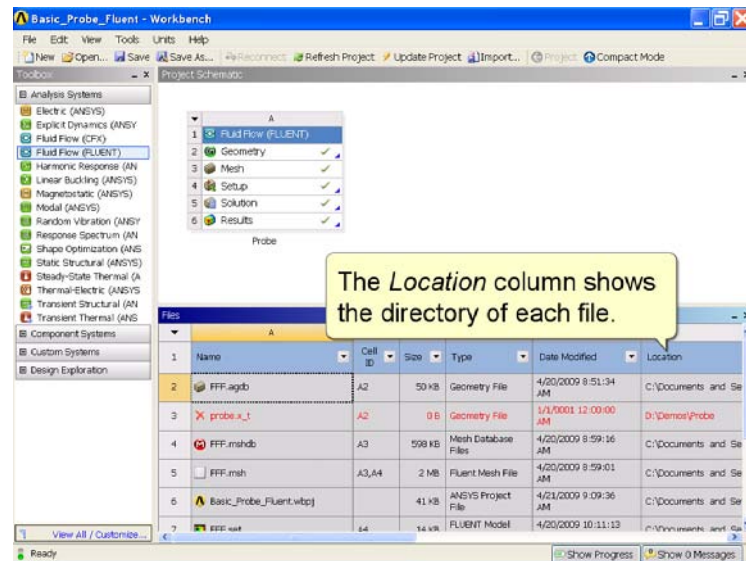 Basic_Probe_Fluent - Workbench
File Edit View Tools Units Help
New Open... Save Save As... Reconnect Refresh Project Update Project Import... Project Compact Mode
Toolbox
Project Schematic
Analysis Systems
Electric (ANSYS)
Explicit Dynamics (ANSY
Fluid Flow (CFX)
Fluid Flow (FLUENT)
Harmonic Response (AN
Linear Buckling (ANSYS)
Magnetostatic (ANSYS)
Modal (ANSYS)
Random Vibration (ANSY
Response Spectrum (AN
Shape Optimization (ANS
Static Structural (ANSYS)
Steady-State Thermal (A
Thermal-Electric (ANSYS
Transient Structural (AN
Transient Thermal (ANS
Component Systems
Custom Systems
Design Exploration
View All / Customize...
A
1 Fluid Flow (FLUENT)
2 Geometry
3 Mesh
4 Setup
5 Solution
6 Results
Probe
The Location column shows
the directory of each file.
Files
A
1 Name Cell ID Size Type Date Modified Location
2 FFF.agdb A2 50 KB Geometry File 4/20/2009 8:51:34 AM C:\Documents and Se
3 probe.x_t A2 0 B Geometry File 1/1/0001 12:00:00 AM D:\Demos\Probe
4 FFF.mshdb A3 598 KB Mesh Database Files 4/20/2009 8:59:16 AM C:\Documents and Se
5 FFF.msh A3,A4 2 MB Fluent Mesh File 4/20/2009 8:59:01 AM C:\Documents and Se
6 Basic_Probe_Fluent.wbpj 41 KB ANSYS Project File 4/21/2009 9:09:36 AM C:\Documents and Se
7 FFF.set A4 14 KB FLUENT Model 4/20/2009 10:11:13 C:\Documents and Se
Ready
Show Progress Show 0 Messages